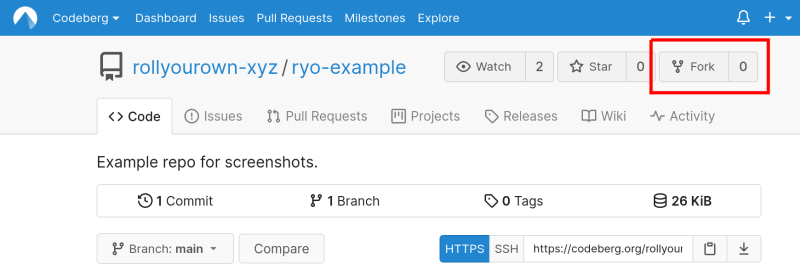 Codeberg Dashboard Issues Pull Requests Milestones Explore
rollyourown-xyz / ryo-example Watch 2 Star 0 Fork 0
Code Issues Pull Requests Projects Releases Wiki Activity
Example repo for screenshots.
1 Commit 1 Branch 0 Tags 26 KiB
Branch: main Compare HTTPS SSH https://codeberg.org/rollyour